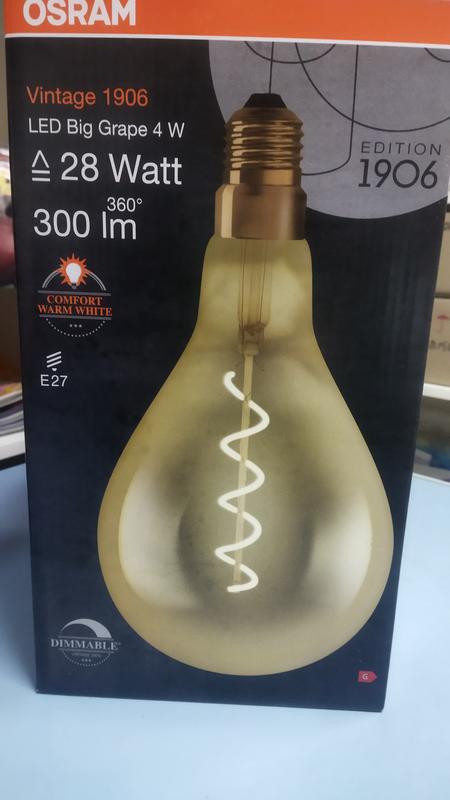 OSRAM
Vintage 1906
LED Big Grape 4 W
≙ 28 Watt
360°
300 lm
EDITION
1906
COMFORT
WARM WHITE
E27
DIMMABLE
G